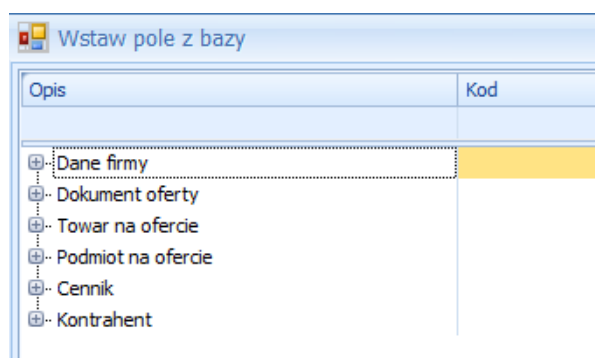 Wstaw pole z bazy
Opis Kod
Dane firmy
Dokument oferty
Towar na ofercie
Podmiot na ofercie
Cennik
Kontrahent